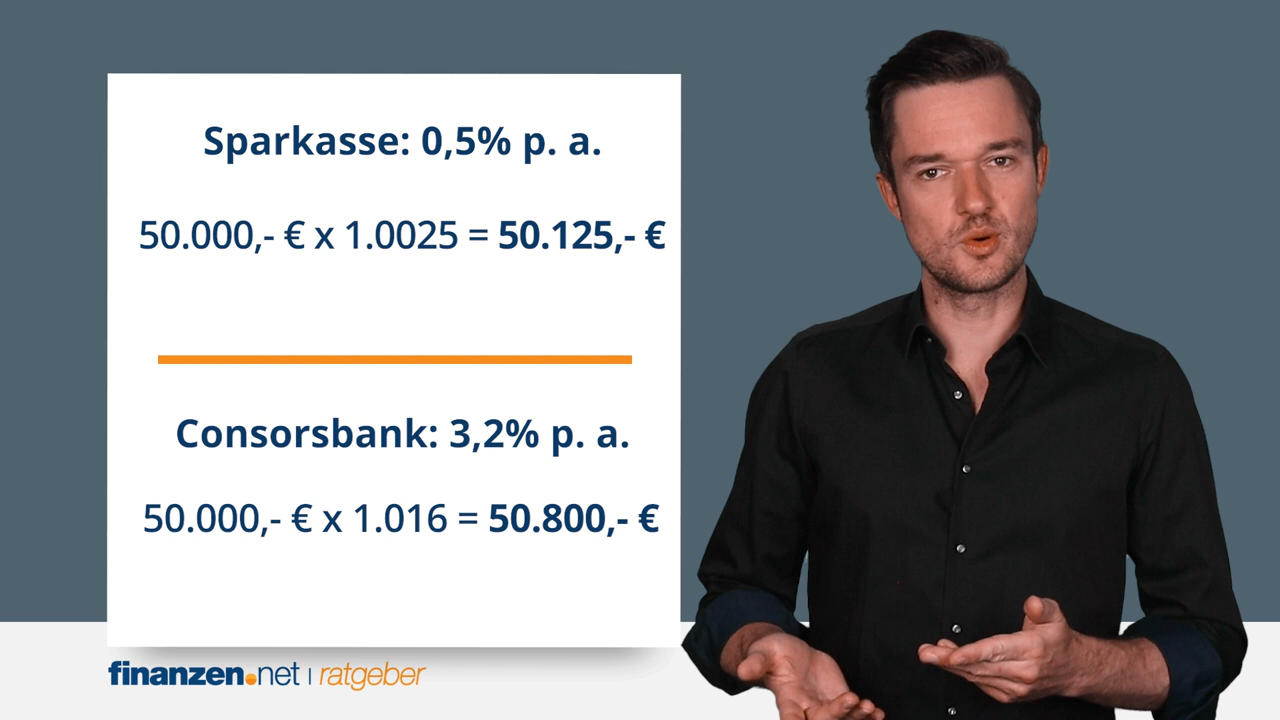 Sparkasse: 0,5% p. a.
50.000,- € x 1.0025 = 50.125,- €
Consorsbank: 3,2% p. a.
50.000,- € x 1.016 = 50.800,- €
finanzen.net | ratgeber